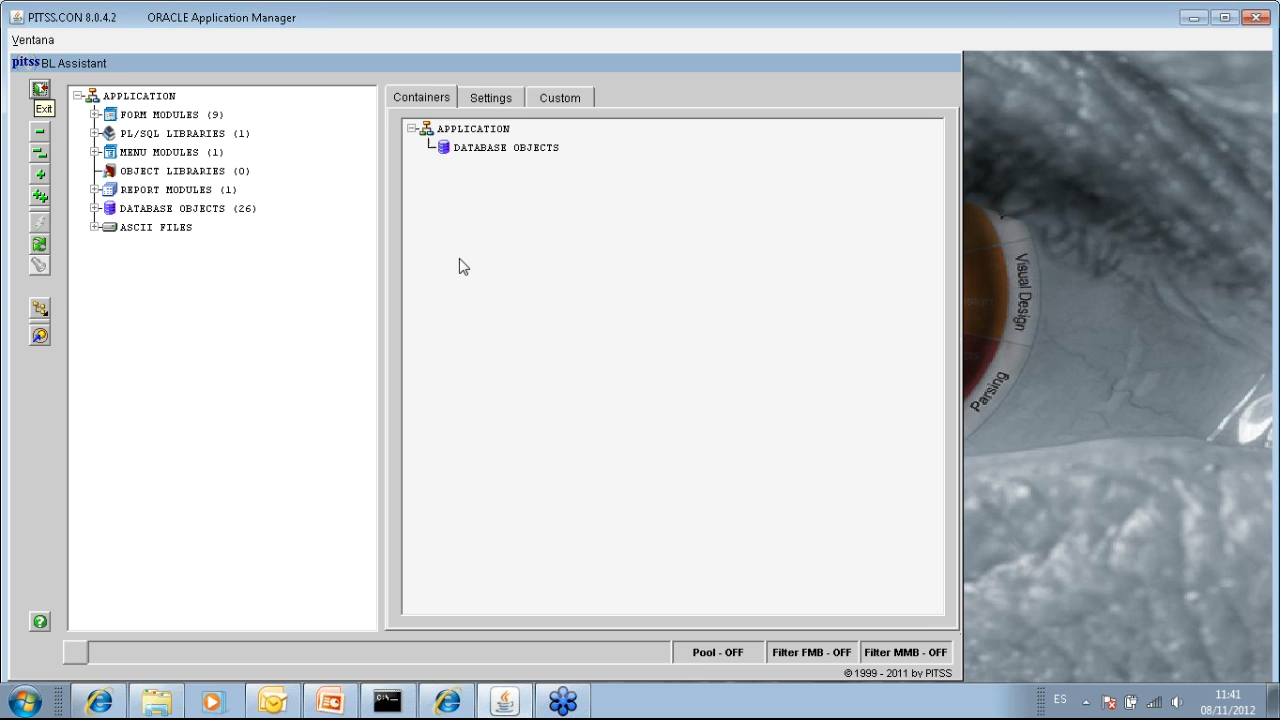 PITSS.CON 8.0.4.2 ORACLE Application Manager
Ventana
pitss BL Assistant
Exit
APPLICATION
FORM MODULES (9)
PL/SQL LIBRARIES (1)
MENU MODULES (1)
OBJECT LIBRARIES (0)
REPORT MODULES (1)
DATABASE OBJECTS (26)
ASCII FILES
Containers Settings Custom
APPLICATION
DATABASE OBJECTS
Visual Design
Parsing
Pool - OFF Filter FMB - OFF Filter MMB - OFF
© 1999 - 2011 by PITSS
ES 11:41
08/11/2012